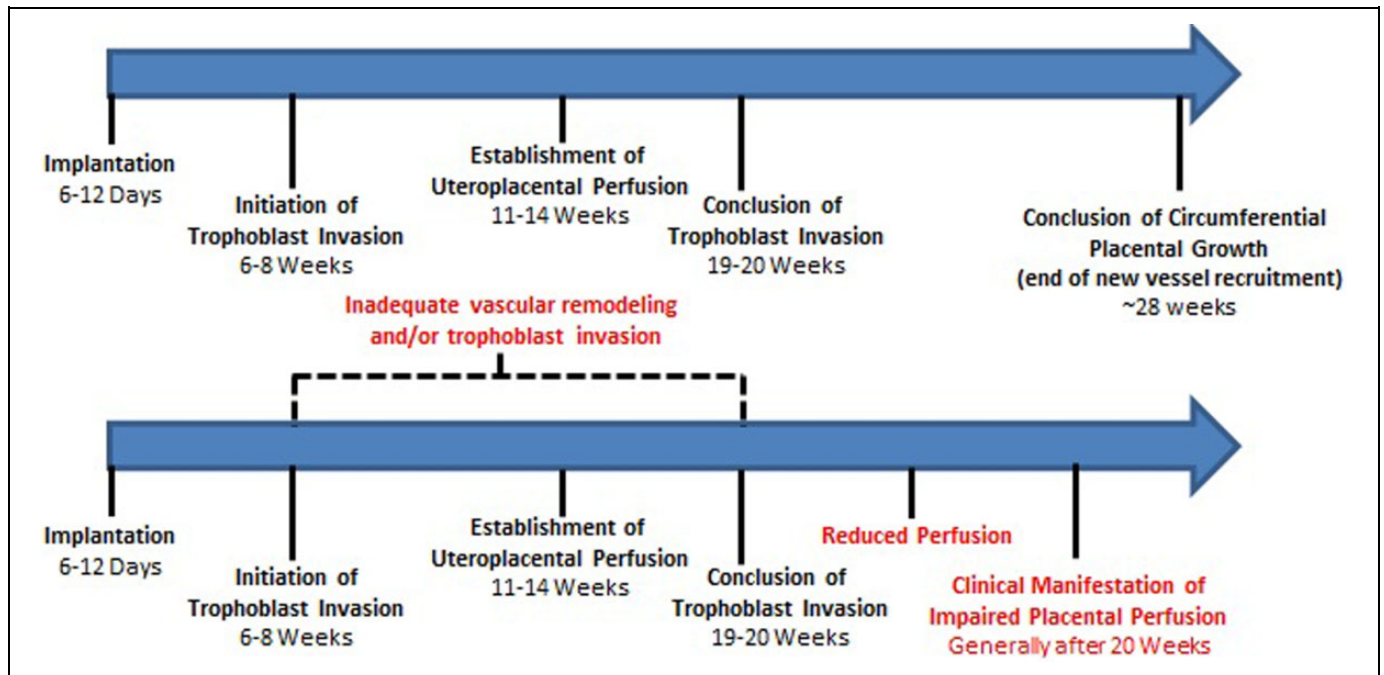 Implantation
6-12 Days
Initiation of
Trophoblast Invasion
6-8 Weeks
Establishment of
Uteroplacental Perfusion
11-14 Weeks
Conclusion of
Trophoblast Invasion
19-20 Weeks
Conclusion of Circumferential
Placental Growth
(end of new vessel recruitment)
~28 weeks
Inadequate vascular remodeling
and/or trophoblast invasion
Implantation
6-12 Days
Initiation of
Trophoblast Invasion
6-8 Weeks
Establishment of
Uteroplacental Perfusion
11-14 Weeks
Conclusion of
Trophoblast Invasion
19-20 Weeks
Reduced Perfusion
Clinical Manifestation of
Impaired Placental Perfusion
Generally after 20 Weeks